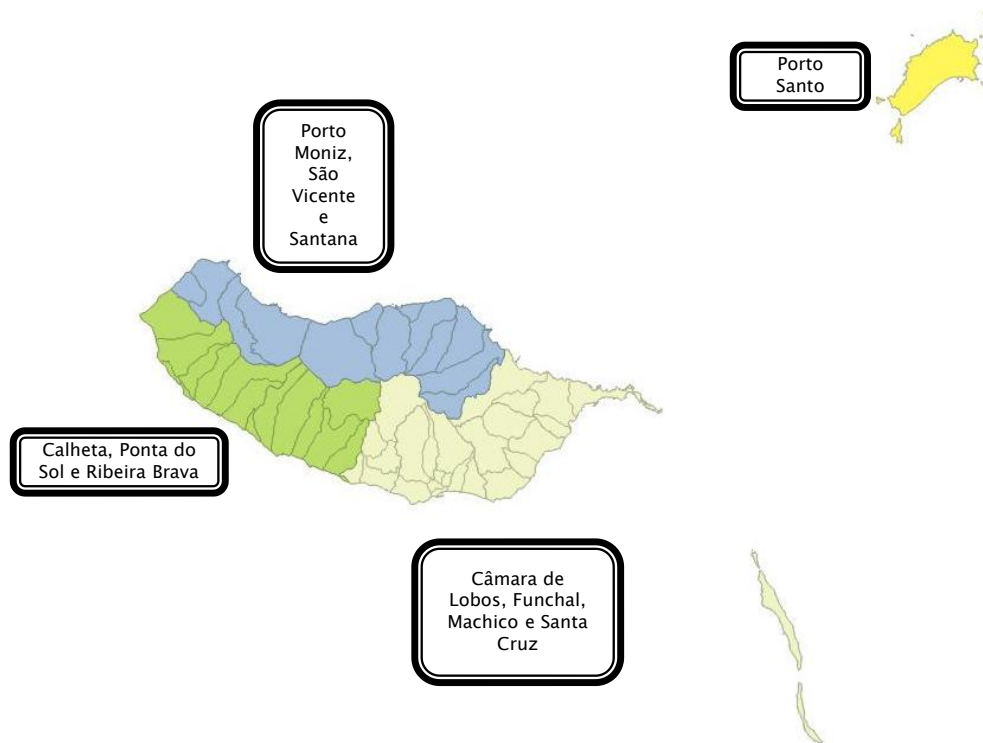 Porto
Santo
Porto
Moniz,
São
Vicente
e
Santana
Calheta, Ponta do
Sol e Ribeira Brava
Câmara de
Lobos, Funchal,
Machico e Santa
Cruz